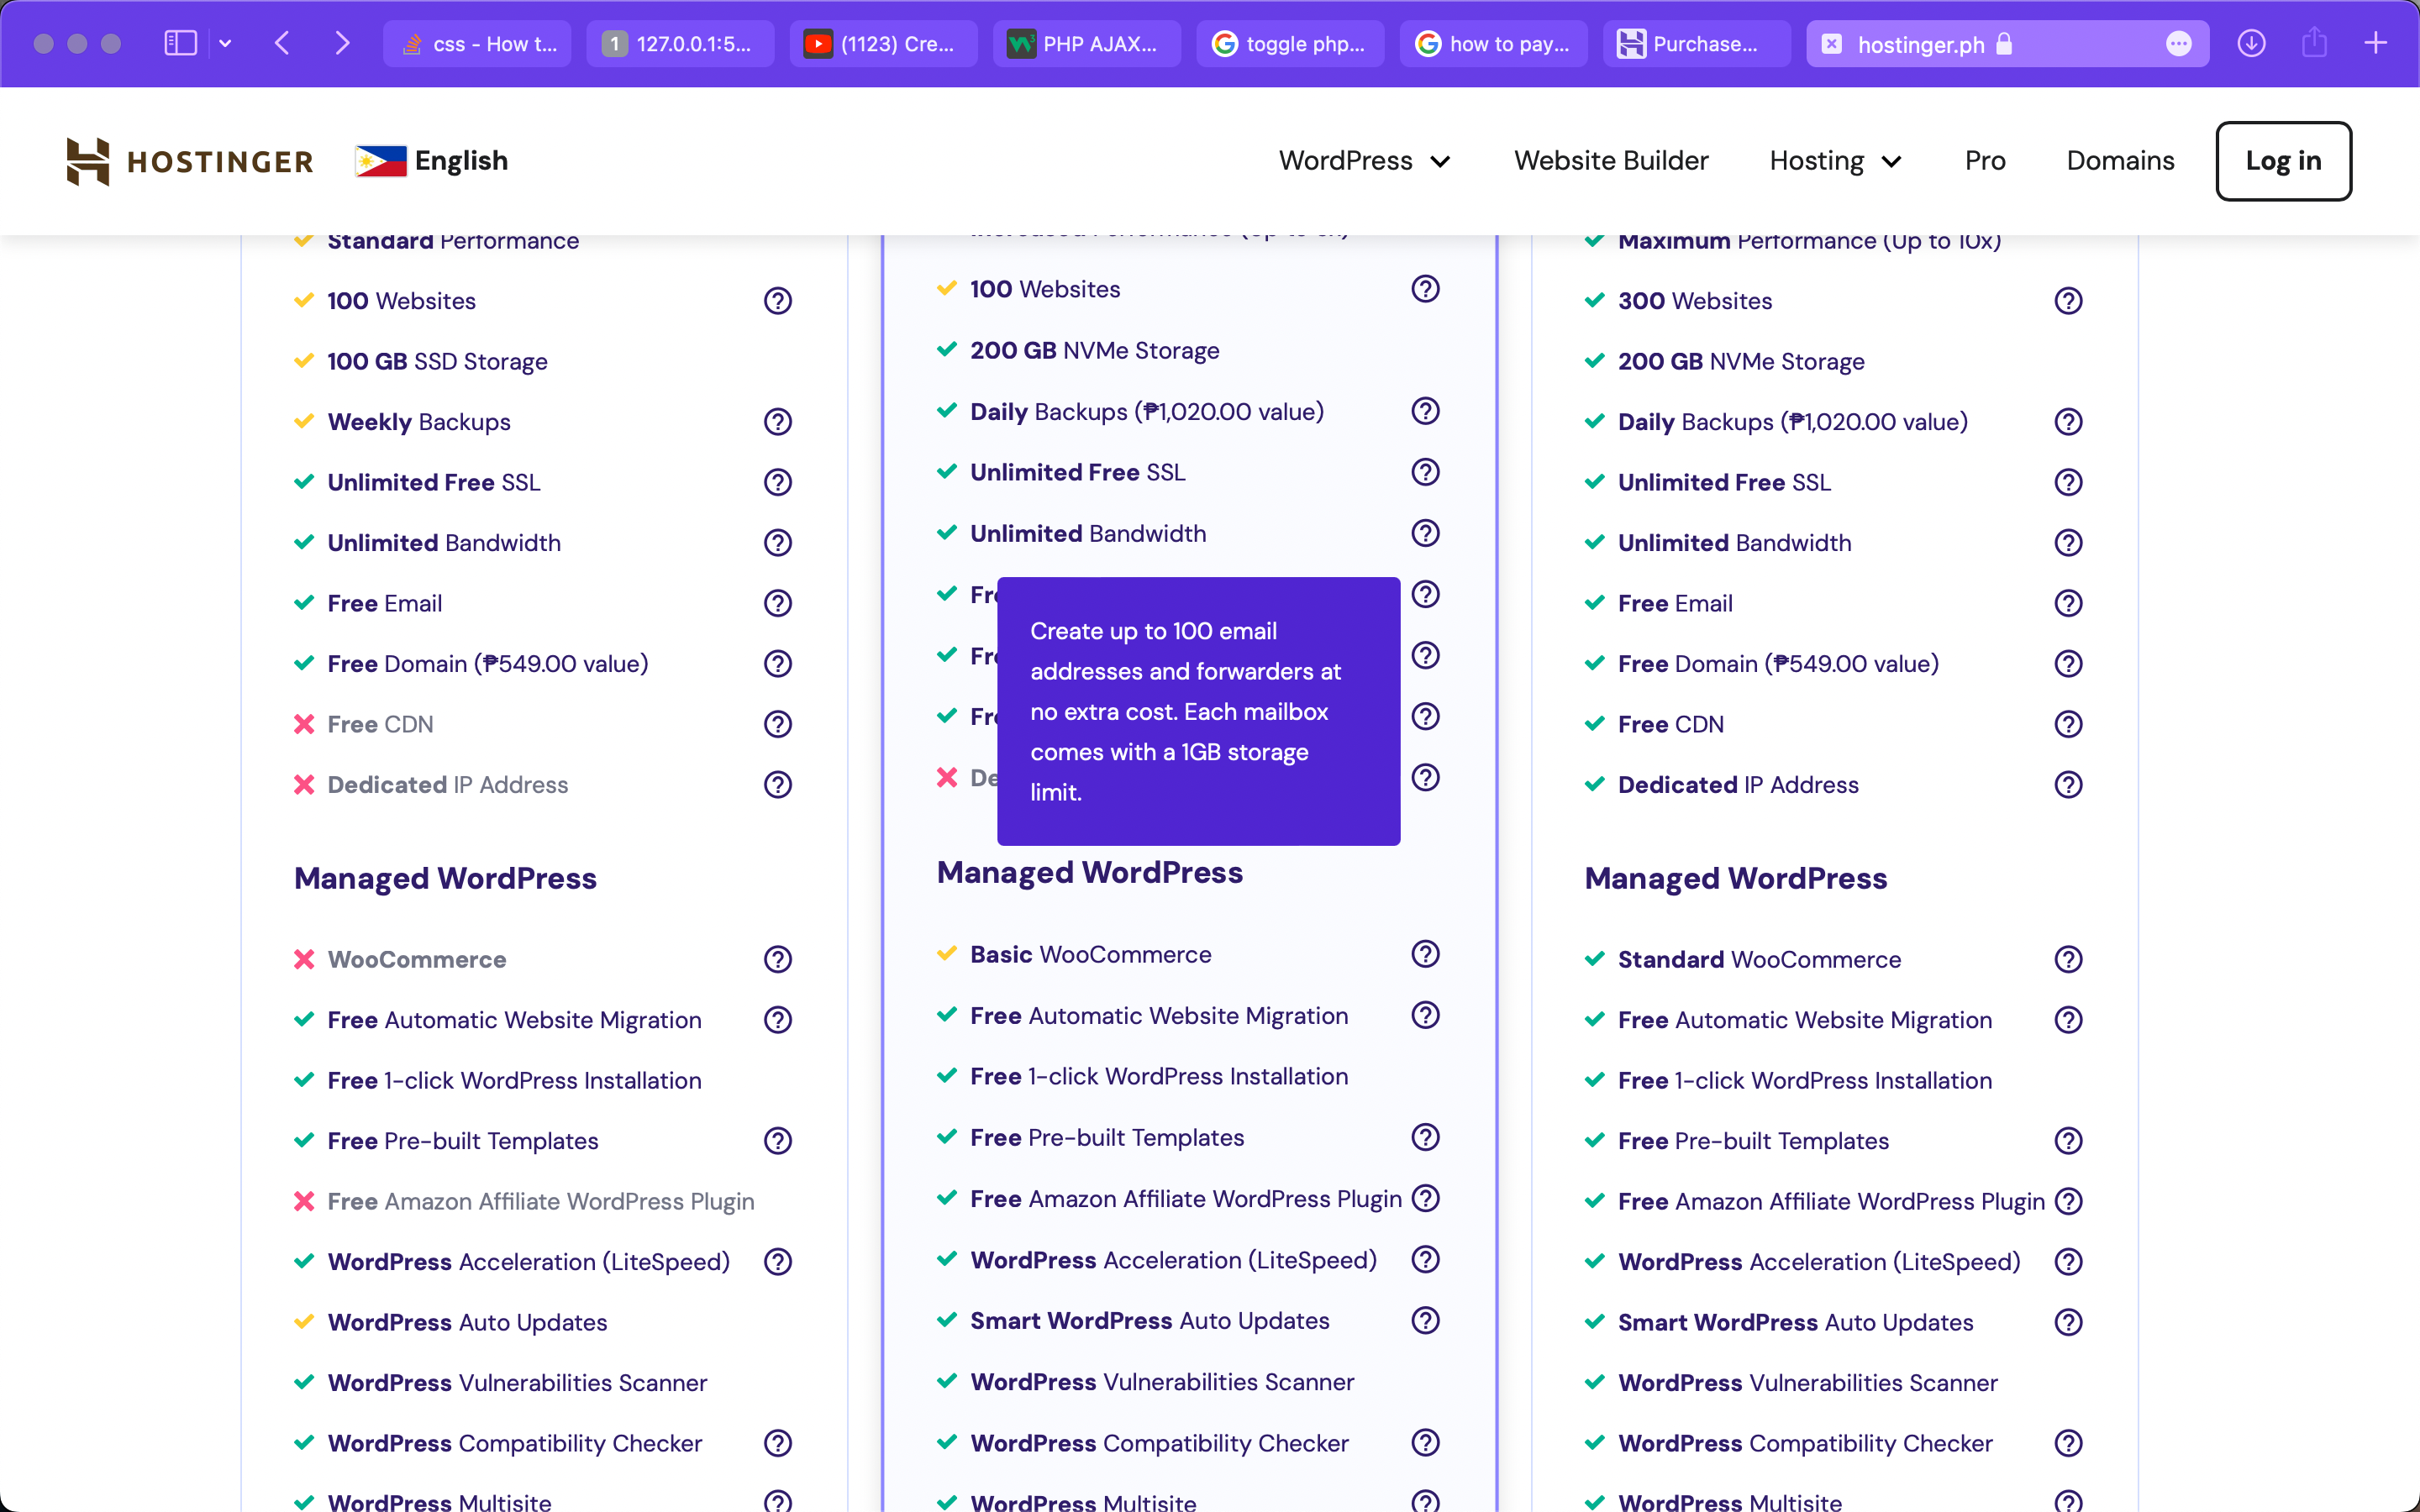 css - How t...
1 127.0.0.1:5...
(1123) Cre...
PHP AJAX...
toggle php...
how to pay...
Purchase...
hostinger.ph
HOSTINGER
English
WordPress
Website Builder
Hosting
Pro
Domains
Log in
Standard Performance
100 Websites
100 GB SSD Storage
Weekly Backups
Unlimited Free SSL
Unlimited Bandwidth
Free Email
Free Domain (₱549.00 value)
Free CDN
Dedicated IP Address
Managed WordPress
WooCommerce
Free Automatic Website Migration
Free 1-click WordPress Installation
Free Pre-built Templates
Free Amazon Affiliate WordPress Plugin
WordPress Acceleration (LiteSpeed)
WordPress Auto Updates
WordPress Vulnerabilities Scanner
WordPress Compatibility Checker
WordPress Multisite
100 Websites
200 GB NVMe Storage
Daily Backups (₱1,020.00 value)
Unlimited Free SSL
Unlimited Bandwidth
Create up to 100 email
addresses and forwarders at
no extra cost. Each mailbox
comes with a 1GB storage
limit.
Managed WordPress
Basic WooCommerce
Free Automatic Website Migration
Free 1-click WordPress Installation
Free Pre-built Templates
Free Amazon Affiliate WordPress Plugin
WordPress Acceleration (LiteSpeed)
Smart WordPress Auto Updates
WordPress Vulnerabilities Scanner
WordPress Compatibility Checker
WordPress Multisite
Maximum Performance (Up to 10x)
300 Websites
200 GB NVMe Storage
Daily Backups (₱1,020.00 value)
Unlimited Free SSL
Unlimited Bandwidth
Free Email
Free Domain (₱549.00 value)
Free CDN
Dedicated IP Address
Managed WordPress
Standard WooCommerce
Free Automatic Website Migration
Free 1-click WordPress Installation
Free Pre-built Templates
Free Amazon Affiliate WordPress Plugin
WordPress Acceleration (LiteSpeed)
Smart WordPress Auto Updates
WordPress Vulnerabilities Scanner
WordPress Compatibility Checker
WordPress Multisite